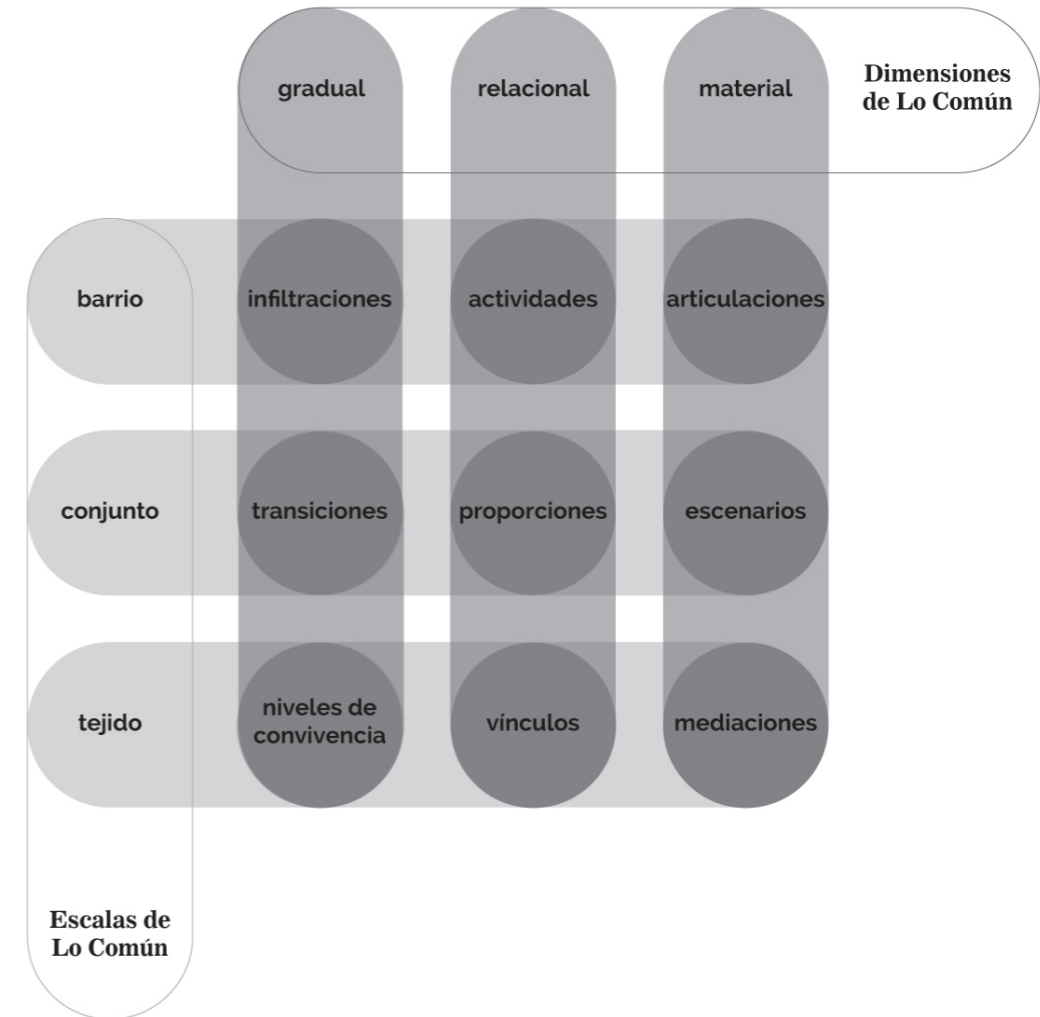 gradual
relacional
material
Dimensiones
de Lo Común
barrio
infiltraciones
actividades
articulaciones
conjunto
transiciones
proporciones
escenarios
tejido
niveles de
convivencia
vínculos
mediaciones
Escalas de
Lo Común